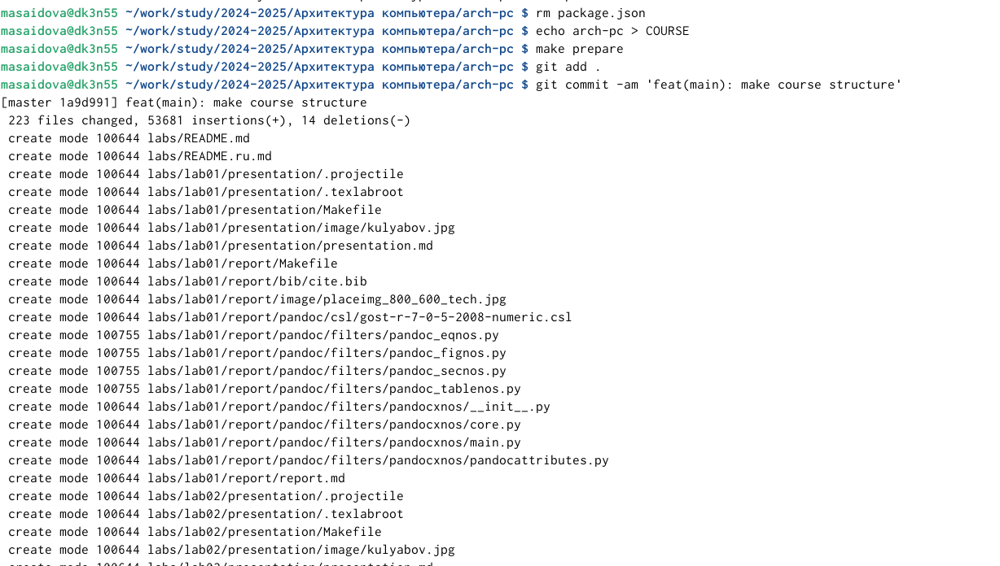 masaidova@dk3n55 ~/work/study/2024-2025/Архитектура компьютера/arch-pc $ rm package.json
masaidova@dk3n55 ~/work/study/2024-2025/Архитектура компьютера/arch-pc $ echo arch-pc > COURSE
masaidova@dk3n55 ~/work/study/2024-2025/Архитектура компьютера/arch-pc $ make prepare
masaidova@dk3n55 ~/work/study/2024-2025/Архитектура компьютера/arch-pc $ git add .
masaidova@dk3n55 ~/work/study/2024-2025/Архитектура компьютера/arch-pc $ git commit -am 'feat(main): make course structure'
[master 1a9d991] feat(main): make course structure
 223 files changed, 53681 insertions(+), 14 deletions(-)
 create mode 100644 labs/README.md
 create mode 100644 labs/README.ru.md
 create mode 100644 labs/lab01/presentation/.projectile
 create mode 100644 labs/lab01/presentation/.texlabroot
 create mode 100644 labs/lab01/presentation/Makefile
 create mode 100644 labs/lab01/presentation/image/kulyabov.jpg
 create mode 100644 labs/lab01/presentation/presentation.md
 create mode 100644 labs/lab01/report/Makefile
 create mode 100644 labs/lab01/report/bib/cite.bib
 create mode 100644 labs/lab01/report/image/placeimg_800_600_tech.jpg
 create mode 100644 labs/lab01/report/pandoc/csl/gost-r-7-0-5-2008-numeric.csl
 create mode 100755 labs/lab01/report/pandoc/filters/pandoc_eqnos.py
 create mode 100755 labs/lab01/report/pandoc/filters/pandoc_fignos.py
 create mode 100755 labs/lab01/report/pandoc/filters/pandoc_secnos.py
 create mode 100755 labs/lab01/report/pandoc/filters/pandoc_tablenos.py
 create mode 100644 labs/lab01/report/pandoc/filters/pandocxnos/__init__.py
 create mode 100644 labs/lab01/report/pandoc/filters/pandocxnos/core.py
 create mode 100644 labs/lab01/report/pandoc/filters/pandocxnos/main.py
 create mode 100644 labs/lab01/report/pandoc/filters/pandocxnos/pandocattributes.py
 create mode 100644 labs/lab01/report/report.md
 create mode 100644 labs/lab02/presentation/.projectile
 create mode 100644 labs/lab02/presentation/.texlabroot
 create mode 100644 labs/lab02/presentation/Makefile
 create mode 100644 labs/lab02/presentation/image/kulyabov.jpg
 create mode 100644 labs/lab02/presentation/presentation.md